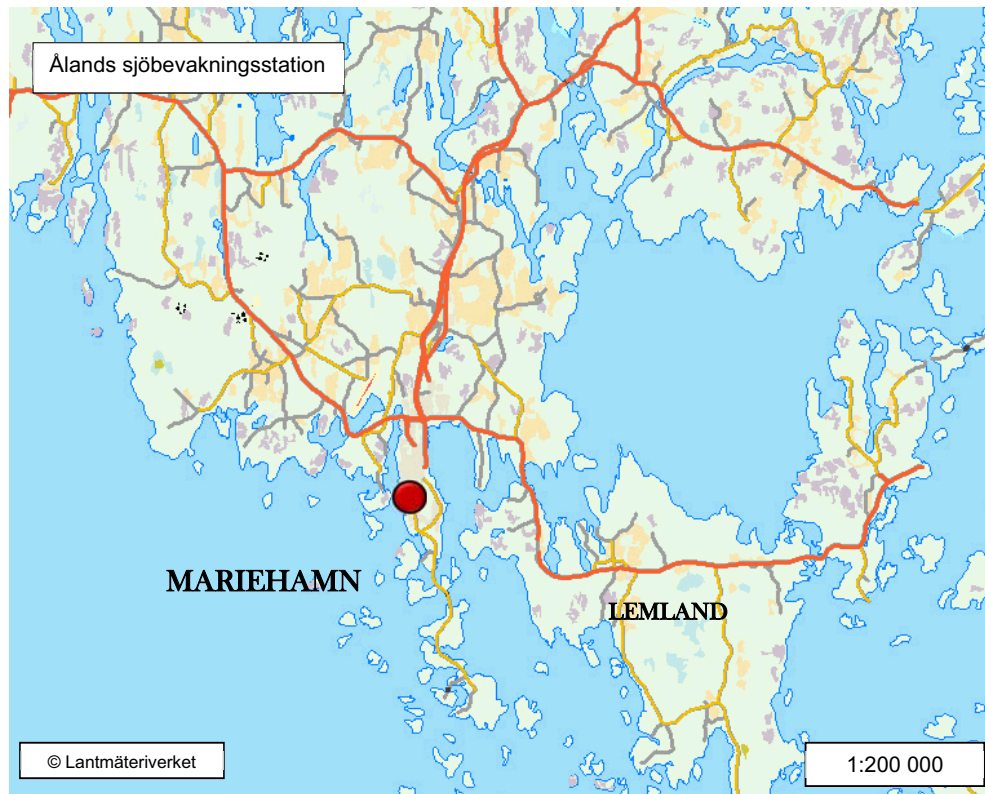 Ålands sjöbevakningsstation
MARIEHAMN
LEMLAND
© Lantmäteriverket
1:200 000